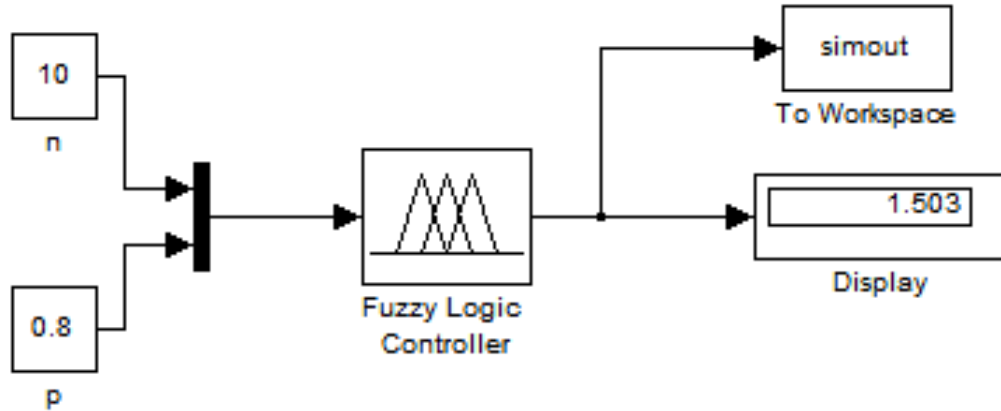 10
n
0.8
p
Fuzzy Logic
Controller
simout
To Workspace
1.503
Display